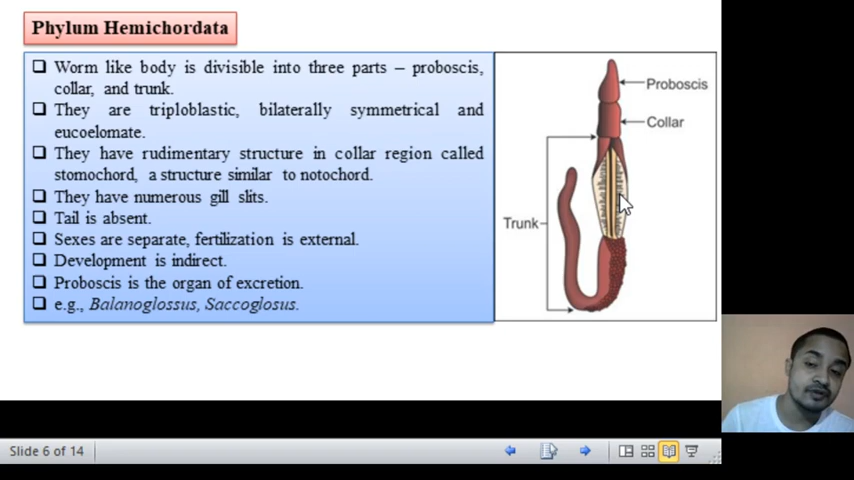 Phylum Hemichordata
❑ Worm like body is divisible into three parts – proboscis,
collar, and trunk.
❑ They are triploblastic, bilaterally symmetrical and
eucoelomate.
❑ They have rudimentary structure in collar region called
stomochord, a structure similar to notochord.
❑ They have numerous gill slits.
❑ Tail is absent.
❑ Sexes are separate, fertilization is external.
❑ Development is indirect.
❑ Proboscis is the organ of excretion.
❑ e.g., Balanoglossus, Saccoglosus.
Proboscis
Collar
Trunk
Slide 6 of 14